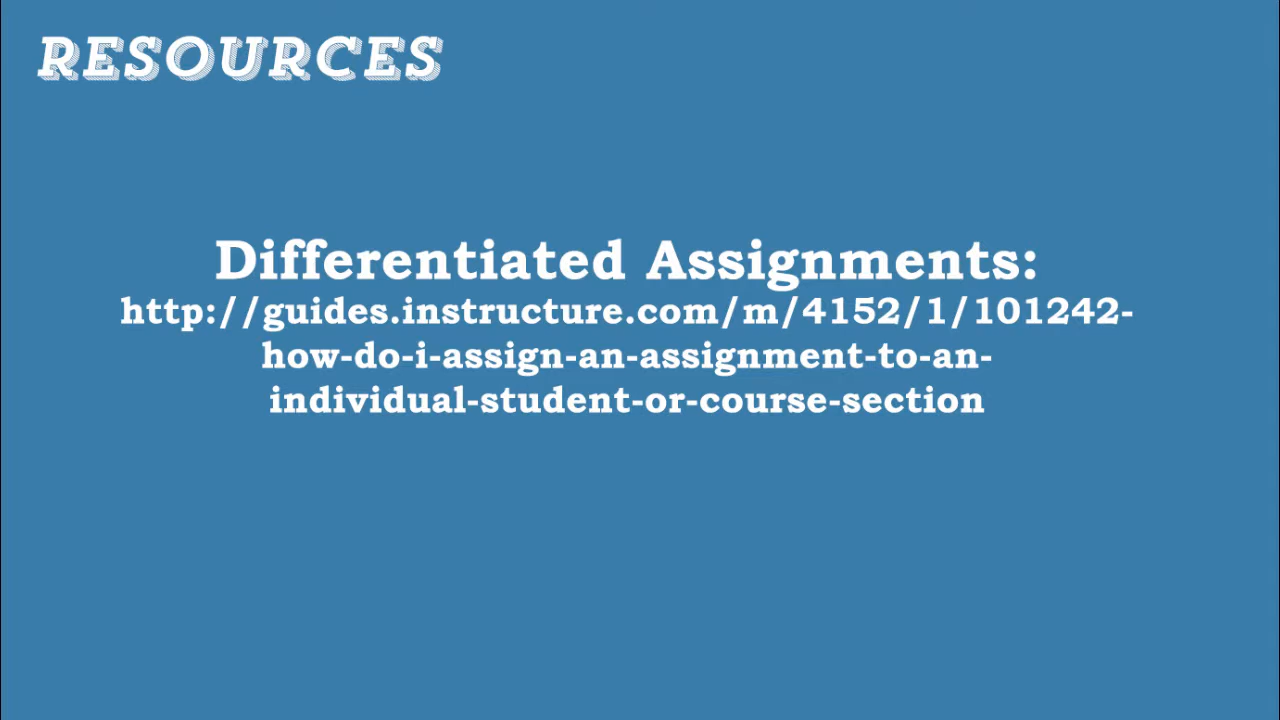 RESOURCES
Differentiated Assignments:
http://guides.instructure.com/m/4152/1/101242-
how-do-i-assign-an-assignment-to-an-
individual-student-or-course-section